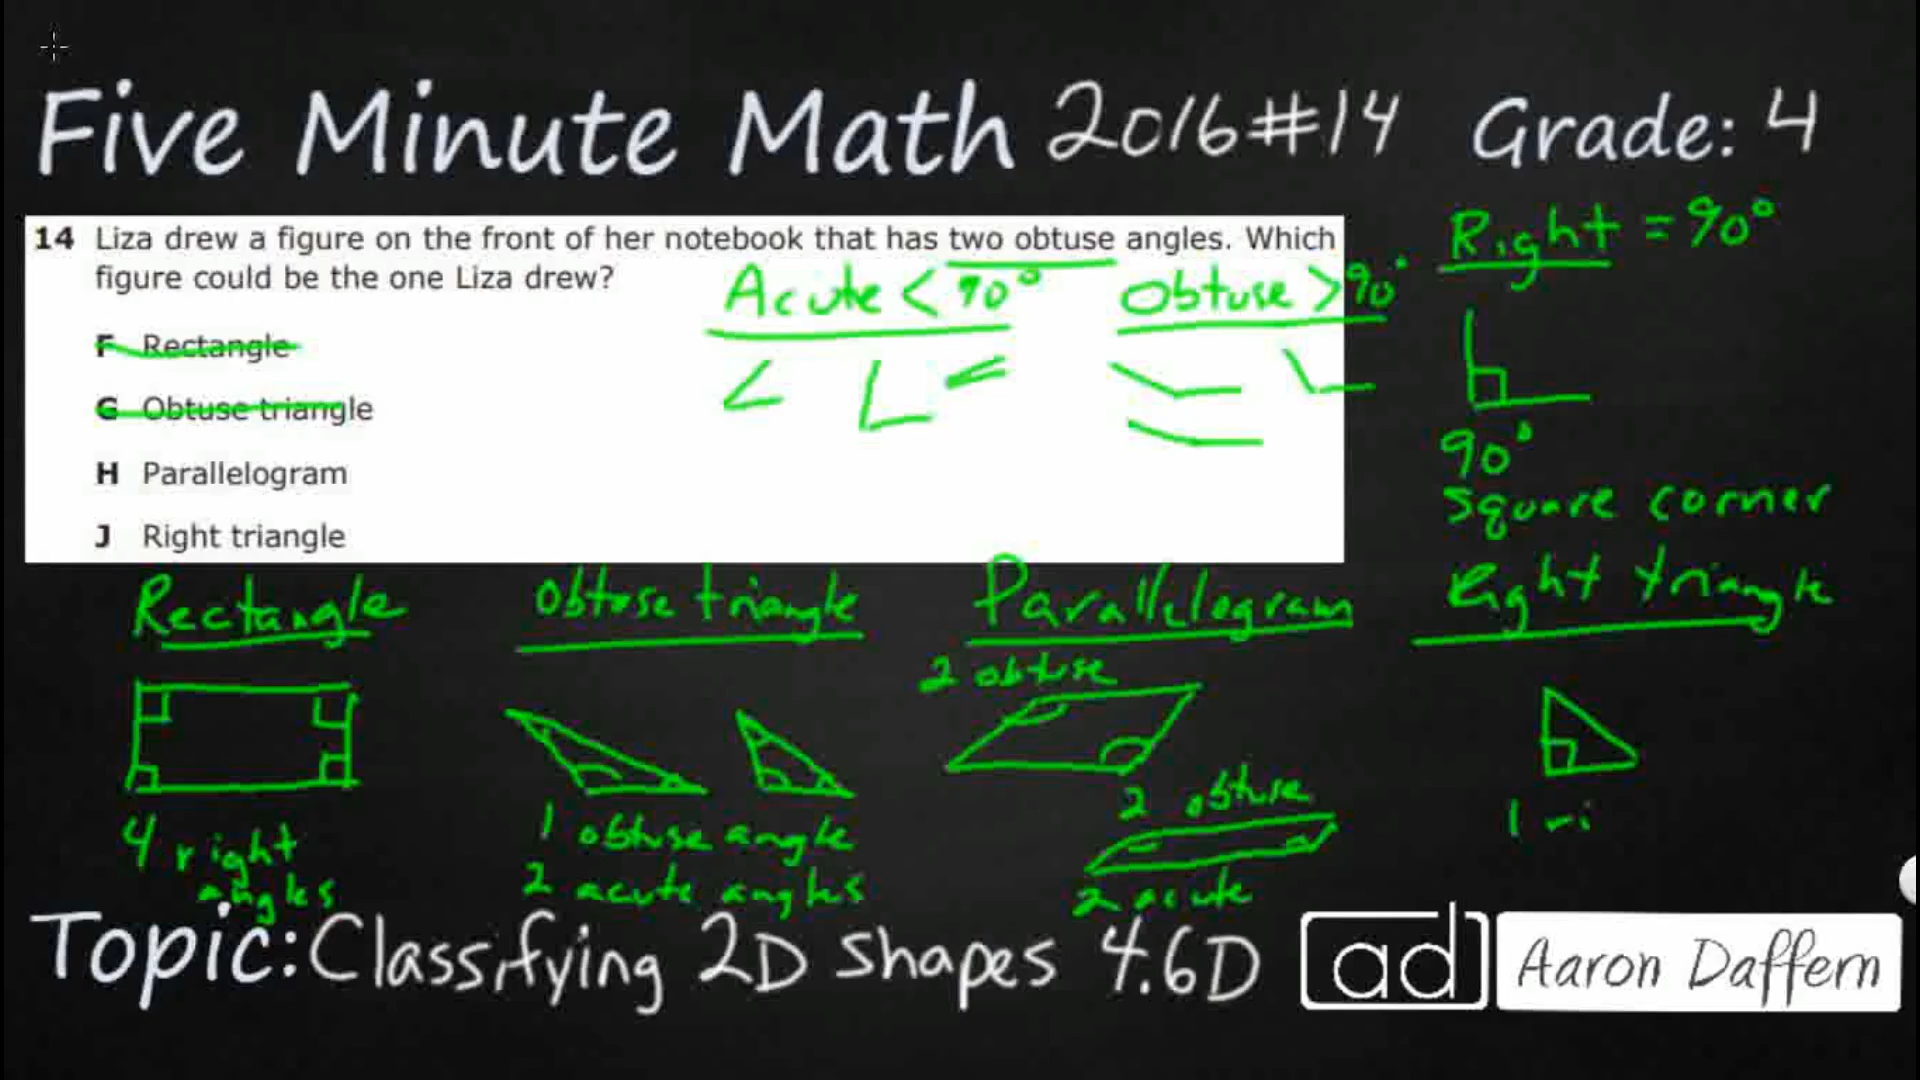 Five Minute Math 2016#14 Grade: 4
14 Liza drew a figure on the front of her notebook that has two obtuse angles. Which
figure could be the one Liza drew?
F Rectangle
G Obtuse triangle
H Parallelogram
J Right triangle
Acute < 90°
Obtuse > 90°
Right = 90°
90°
square corner
Rectangle
4 right
angles
Obtuse triangle
1 obtuse angle
2 acute angles
Parallelogram
2 obtuse
2 obtuse
2 acute
Right triangle
1 ri
Topic: Classifying 2D shapes 4.6D
ad Aaron Daffern